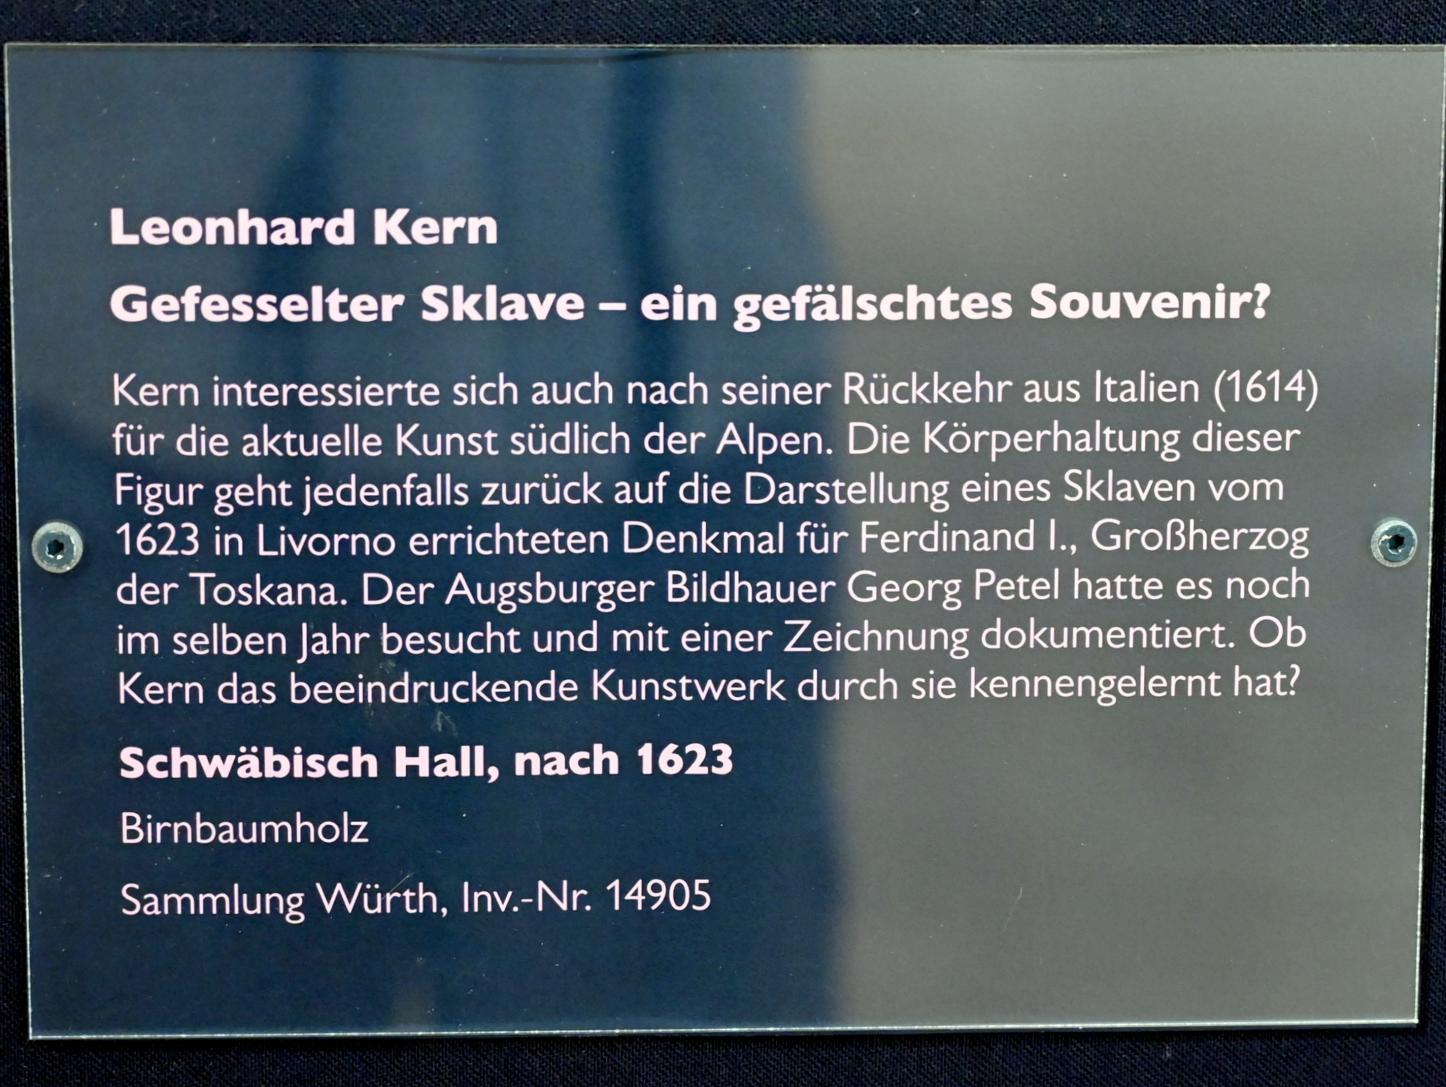 Leonhard Kern
Gefesselter Sklave – ein gefälschtes Souvenir?
Kern interessierte sich auch nach seiner Rückkehr aus Italien (1614)
für die aktuelle Kunst südlich der Alpen. Die Körperhaltung dieser
Figur geht jedenfalls zurück auf die Darstellung eines Sklaven vom
1623 in Livorno errichteten Denkmal für Ferdinand I., Großherzog
der Toskana. Der Augsburger Bildhauer Georg Petel hatte es noch
im selben Jahr besucht und mit einer Zeichnung dokumentiert. Ob
Kern das beeindruckende Kunstwerk durch sie kennengelernt hat?
Schwäbisch Hall, nach 1623
Birnbaumholz
Sammlung Würth, Inv.-Nr. 14905